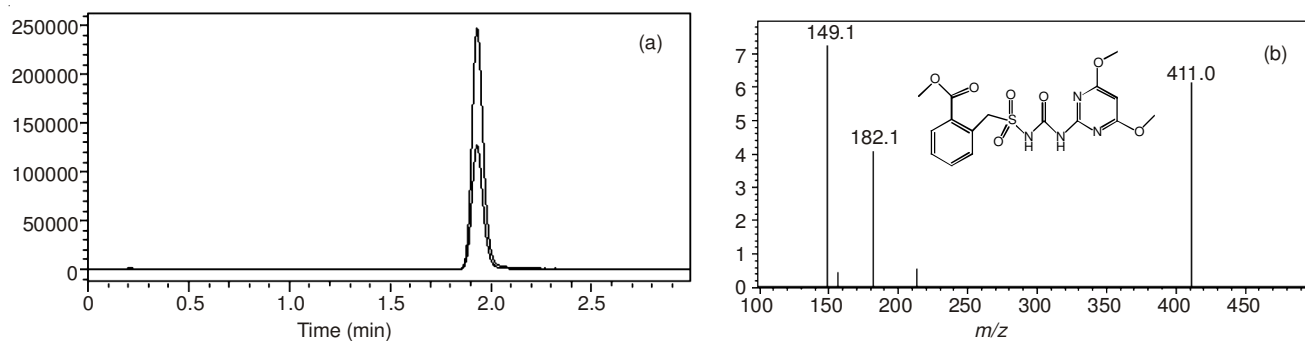 250000
200000
150000
100000
50000
0
0 0.5 1.0 1.5 2.0 2.5
Time (min)
(a)
7
6
5
4
3
2
1
0
100 150 200 250 300 350 400 450
m/z
149.1
182.1
411.0
(b)
O
O
O
O
S
O
N
H
O
N
H
N
N
O
O